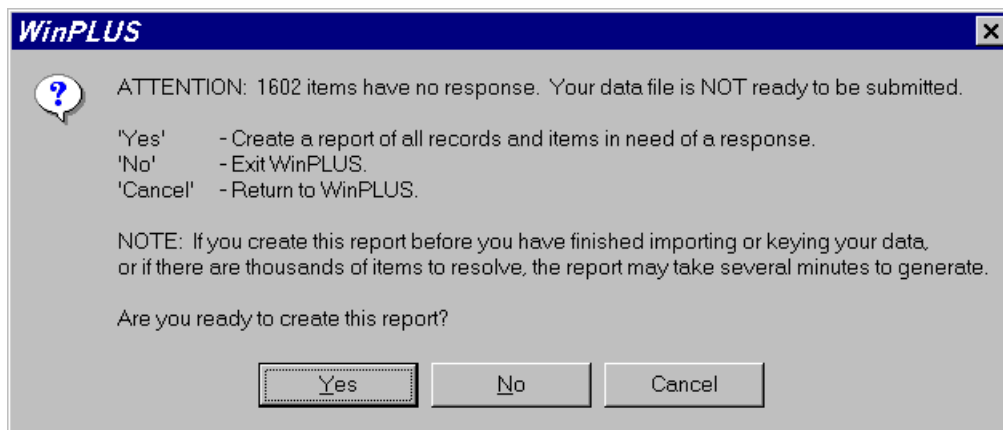 WinPLUS
ATTENTION: 1602 items have no response. Your data file is NOT ready to be submitted.
'Yes' - Create a report of all records and items in need of a response.
'No' - Exit WinPLUS.
'Cancel' - Return to WinPLUS.
NOTE: If you create this report before you have finished importing or keying your data,
or if there are thousands of items to resolve, the report may take several minutes to generate.
Are you ready to create this report?
Yes No Cancel